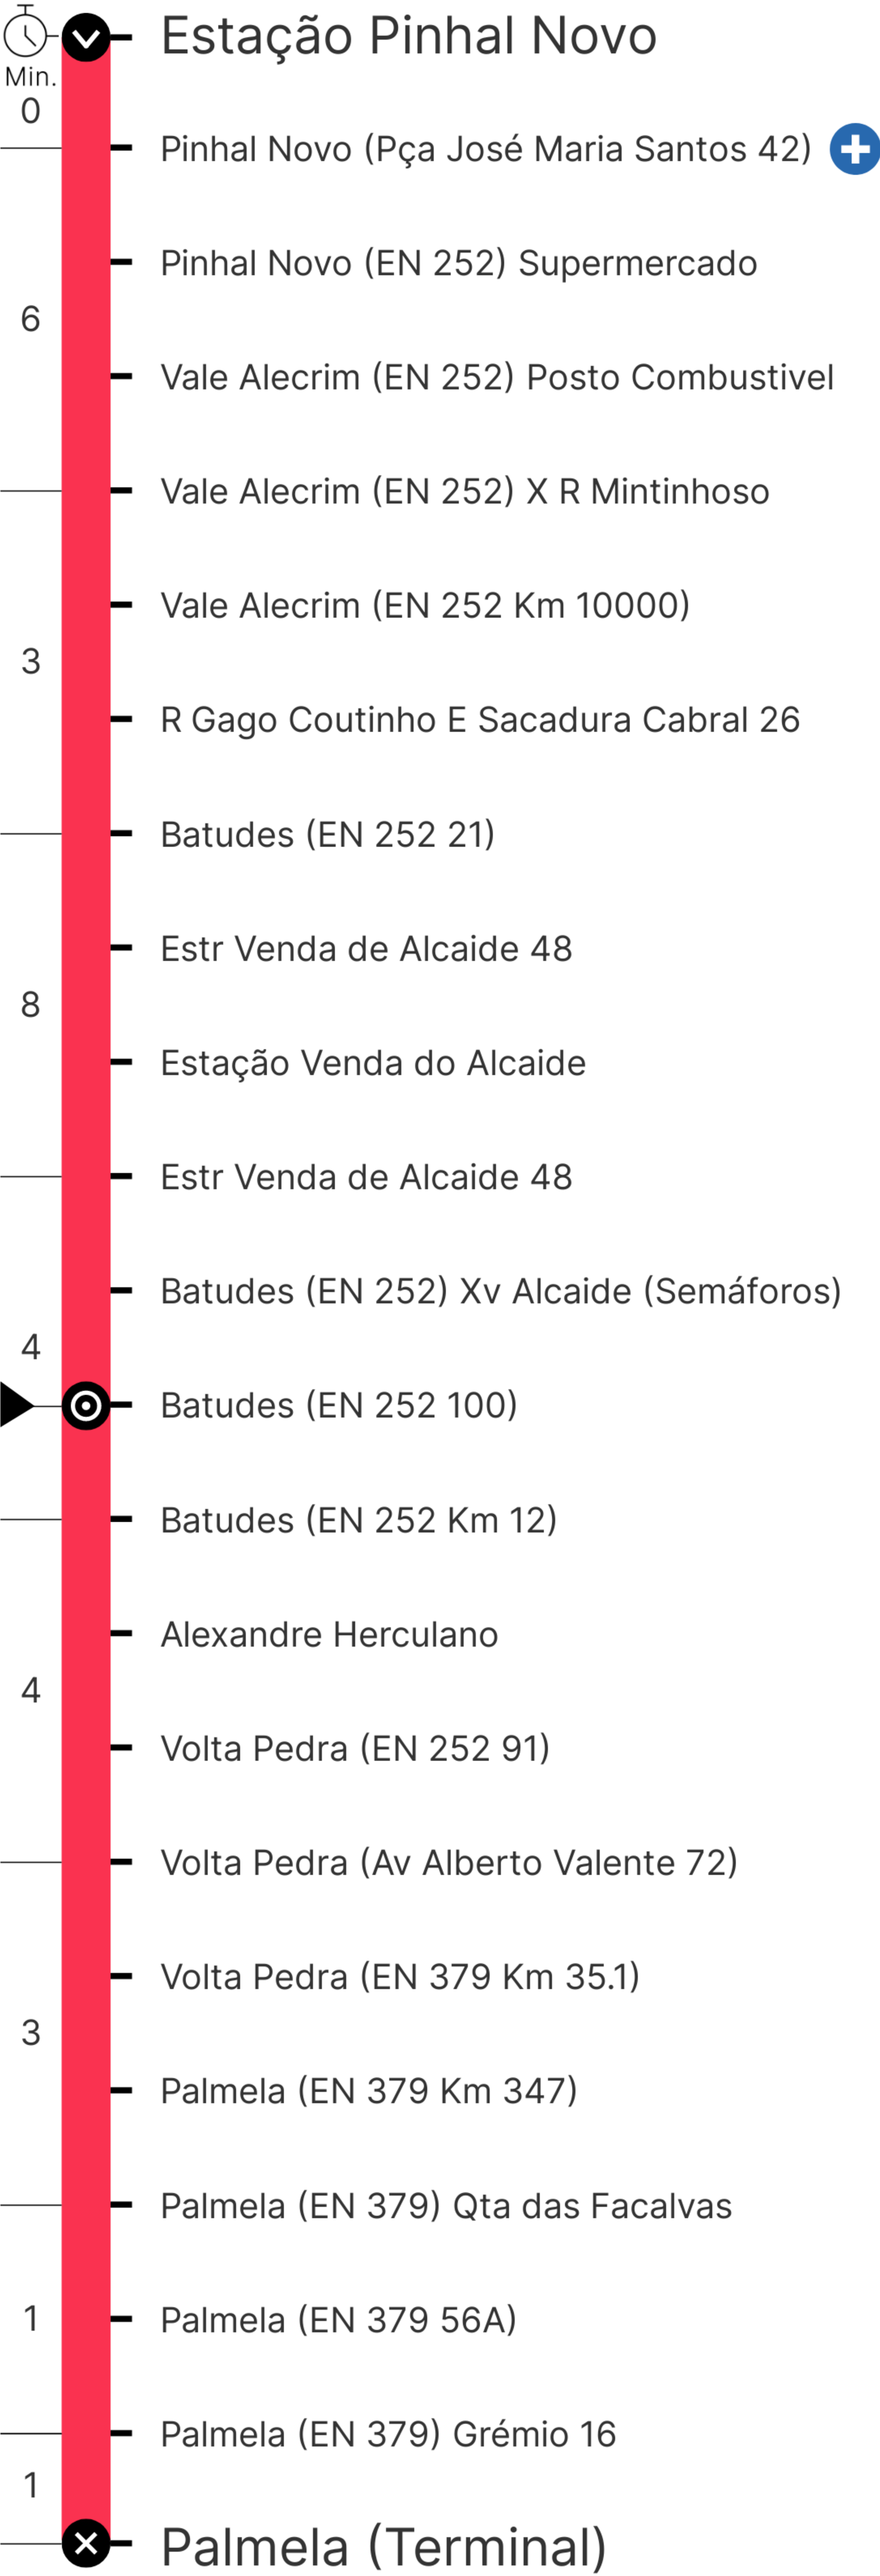 Estação Pinhal Novo
Min.
0
Pinhal Novo (Pça José Maria Santos 42)
Pinhal Novo (EN 252) Supermercado
6
Vale Alecrim (EN 252) Posto Combustivel
Vale Alecrim (EN 252) X R Mintinhoso
Vale Alecrim (EN 252 Km 10000)
3
R Gago Coutinho E Sacadura Cabral 26
Batudes (EN 252 21)
Estr Venda de Alcaide 48
8
Estação Venda do Alcaide
Estr Venda de Alcaide 48
Batudes (EN 252) Xv Alcaide (Semáforos)
4
Batudes (EN 252 100)
Batudes (EN 252 Km 12)
Alexandre Herculano
4
Volta Pedra (EN 252 91)
Volta Pedra (Av Alberto Valente 72)
Volta Pedra (EN 379 Km 35.1)
3
Palmela (EN 379 Km 347)
Palmela (EN 379) Qta das Facalvas
1
Palmela (EN 379 56A)
Palmela (EN 379) Grémio 16
1
Palmela (Terminal)